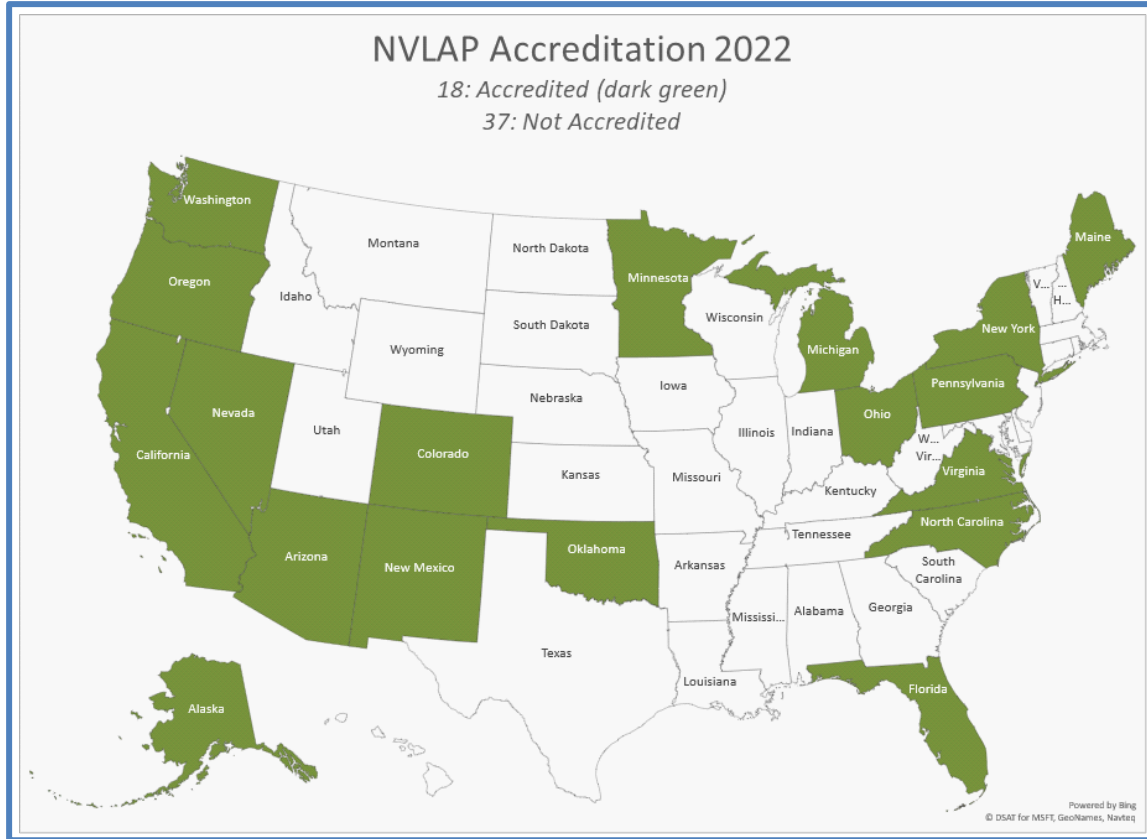 NVLAP Accreditation 2022
18: Accredited (dark green)
37: Not Accredited
Washington
Montana
North Dakota
Minnesota
Maine
Oregon
Idaho
South Dakota
Wisconsin
V...
...
H...
New York
Wyoming
Michigan
Iowa
Nebraska
Pennsylvania
Nevada
Utah
Colorado
Illinois
Indiana
Ohio
W...
Vir...
California
Kansas
Missouri
Kentucky
Virginia
Arizona
New Mexico
Oklahoma
Tennessee
North Carolina
Arkansas
South
Carolina
Mississi...
Alabama
Georgia
Texas
Louisiana
Florida
Alaska
Powered by Bing
© DSAT for MSFT, GeoNames, Navteq